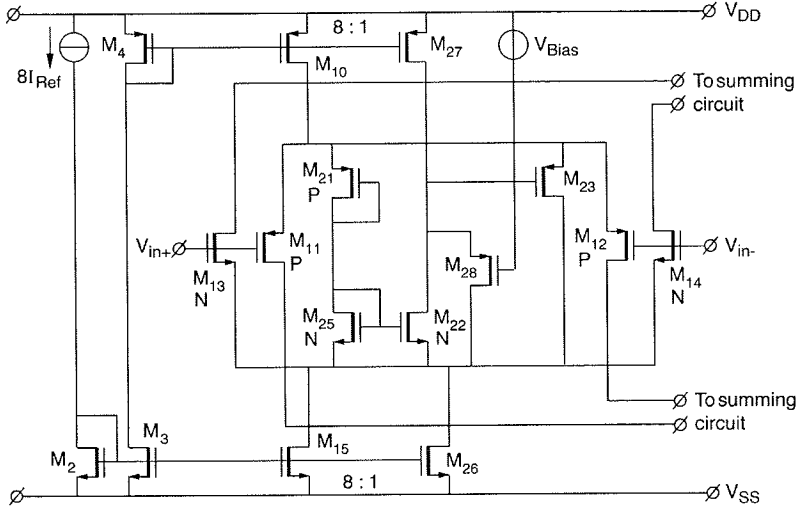 8 : 1
V_DD
M_4
M_27
V_Bias
8I_Ref
M_10
To summing
circuit
M_21
P
M_23
V_in+
M_11
P
M_12
P
V_in-
M_13
N
M_28
M_14
N
M_25
N
M_22
N
To summing
circuit
M_2
M_3
M_15
M_26
8 : 1
V_SS